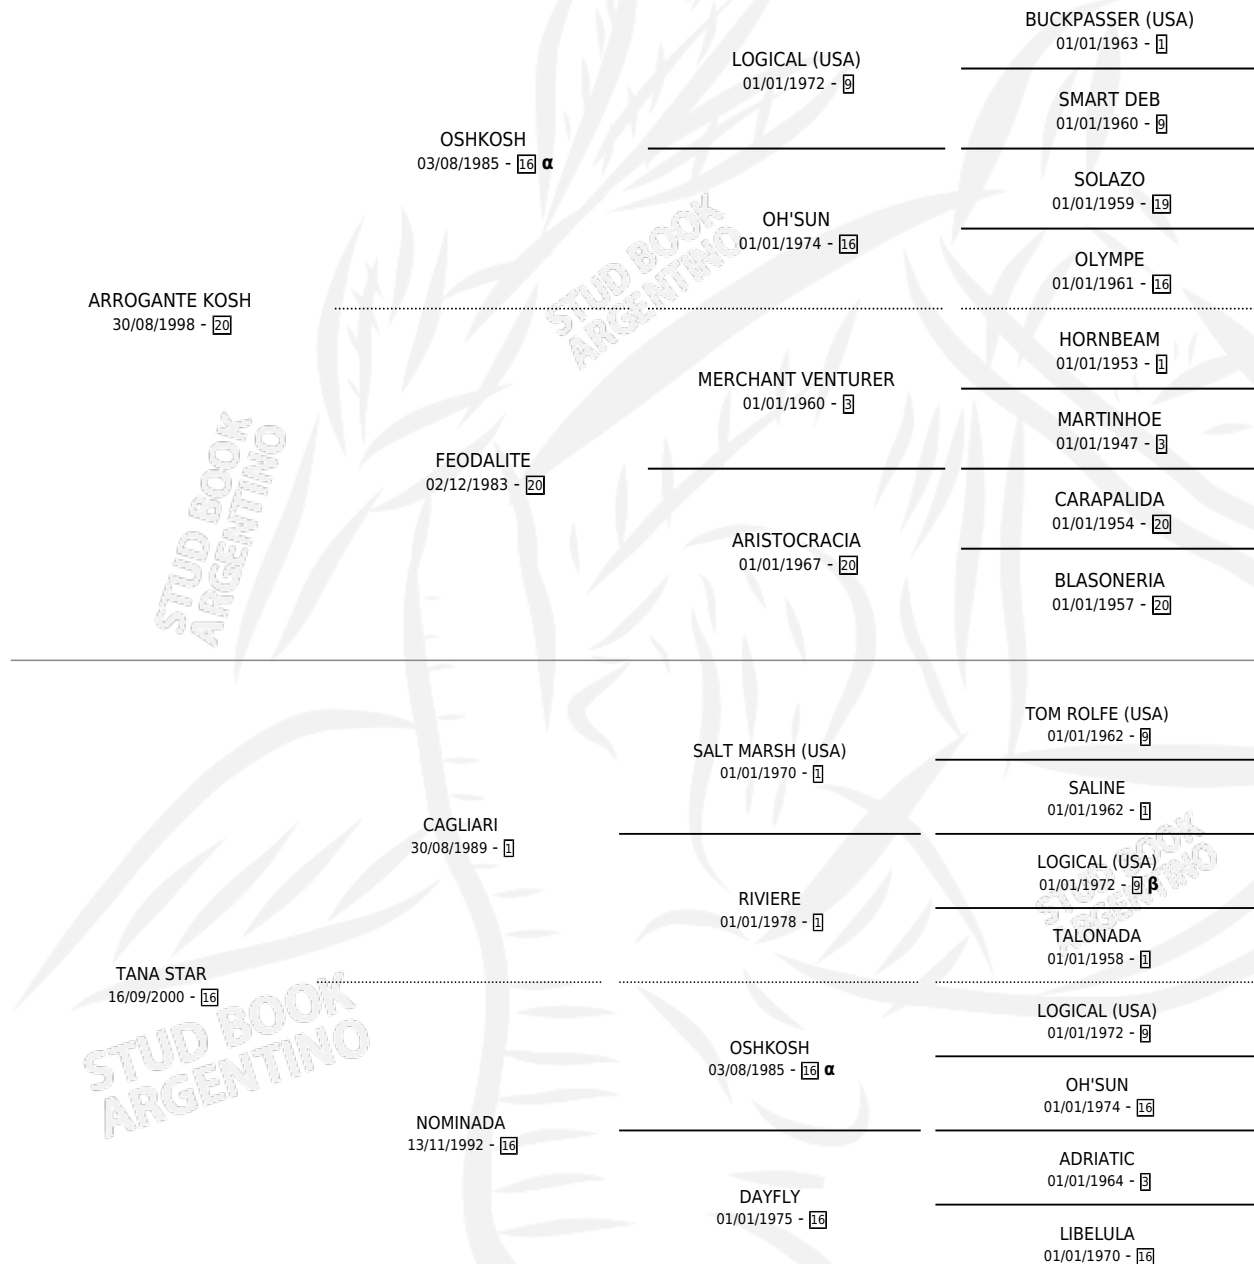 BUCKPASSER (USA)
01/01/1963 - 1
LOGICAL (USA)
01/01/1972 - 9
SMART DEB
01/01/1960 - 9
OSHKOSH
03/08/1985 - 16 α
SOLAZO
01/01/1959 - 19
OH'SUN
01/01/1974 - 16
OLYMPE
01/01/1961 - 16
ARROGANTE KOSH
30/08/1998 - 20
STUD BOOK
ARGENTINO
HORNBEAM
01/01/1953 - 1
MERCHANT VENTURER
01/01/1960 - 3
MARTINHOE
01/01/1947 - 3
FEODALITE
02/12/1983 - 20
CARAPALIDA
01/01/1954 - 20
ARISTOCRACIA
01/01/1967 - 20
BLASONERIA
01/01/1957 - 20
STUD BOOK
ARGENTINO
TOM ROLFE (USA)
01/01/1962 - 9
SALT MARSH (USA)
01/01/1970 - 1
SALINE
01/01/1962 - 1
CAGLIARI
30/08/1989 - 1
LOGICAL (USA)
01/01/1972 - 9 β
RIVIERE
01/01/1978 - 1
TALONADA
01/01/1958 - 1
STUD BOOK
ARGENTINO
TANA STAR
16/09/2000 - 16
LOGICAL (USA)
01/01/1972 - 9
OSHKOSH
03/08/1985 - 16 α
OH'SUN
01/01/1974 - 16
STUD BOOK
ARGENTINO
NOMINADA
13/11/1992 - 16
ADRIATIC
01/01/1964 - 3
DAYFLY
01/01/1975 - 16
LIBELULA
01/01/1970 - 16